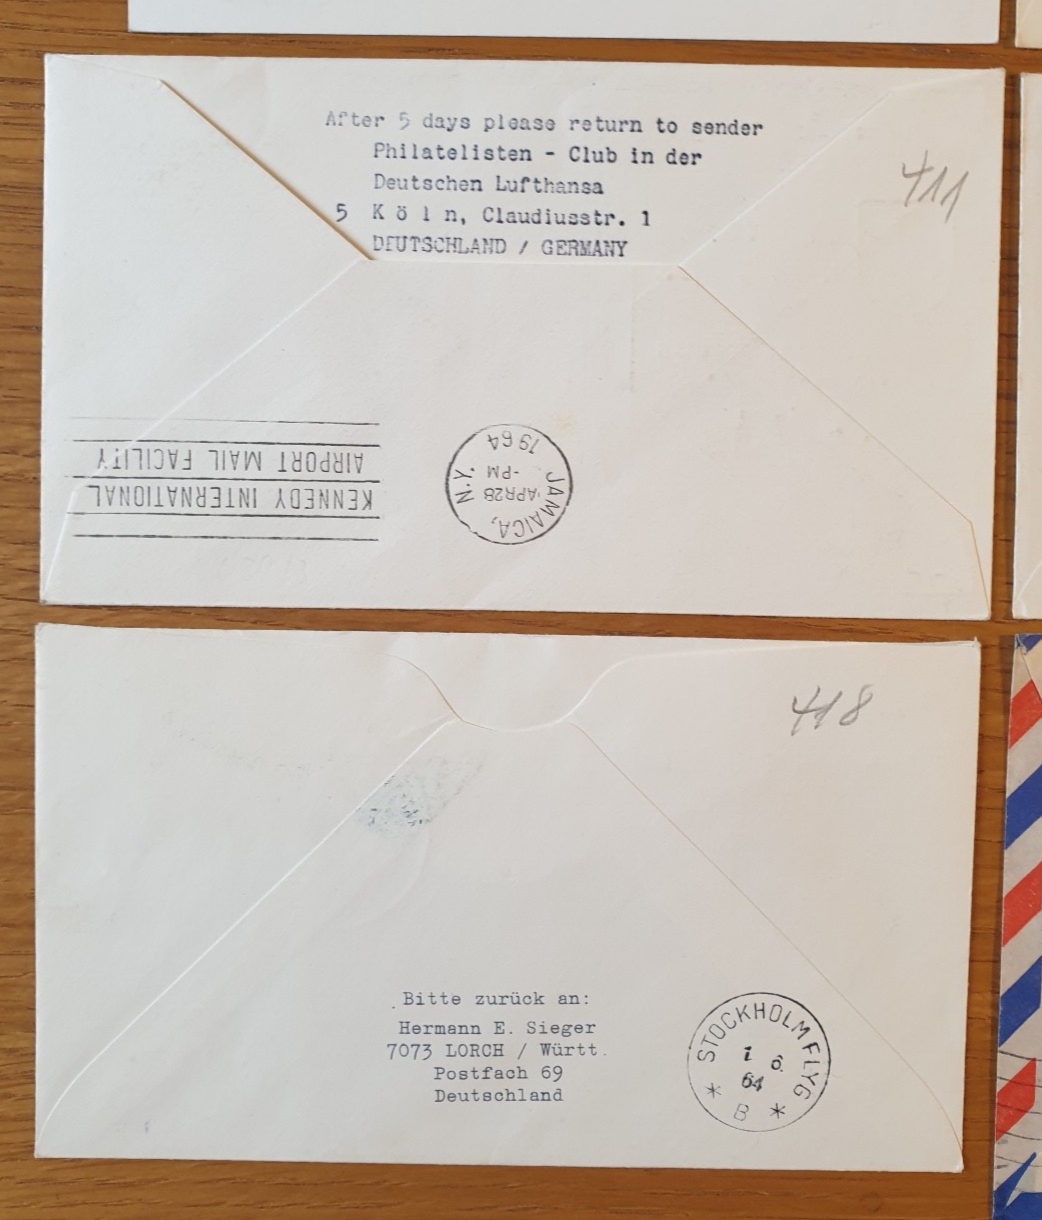 After 5 days please return to sender
Philatelisten - Club in der
Deutschen Lufthansa
5 K ö l n, Claudiusstr. 1
DEUTSCHLAND / GERMANY
411
KENNEDY INTERNATIONAL
AIRPORT MAIL FACILITY
JAMAICA, N.Y.
APR 28
-PM
1964
418
Bitte zurück an:
Hermann E. Sieger
7073 LORCH / Württ.
Postfach 69
Deutschland
STOCKHOLM FLYG
1 6.
64
* B *